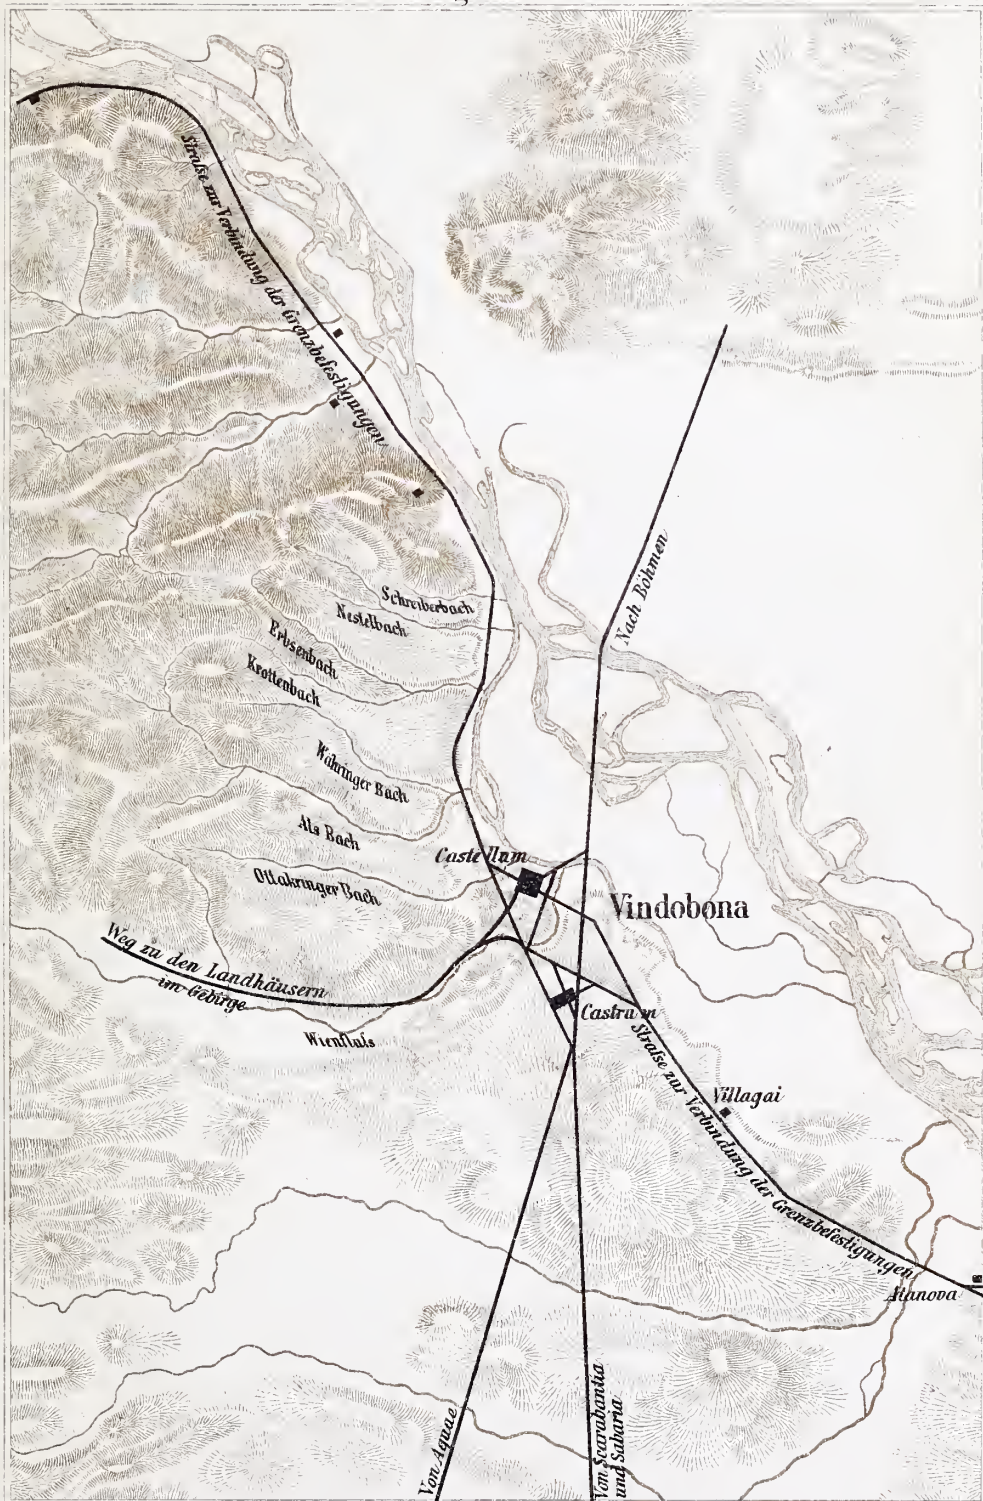 Straſse zur Verbindung der Grenzbefestigungen
Nach Böhmen
Schreiberbach
Nestelbach
Erbsenbach
Krottenbach
Währinger Bach
Als Bach
Castellum
Ottakringer Bach
Vindobona
Weg zu den Landhäusern
im Gebirge
Wienfluſs
Castrum
Straſse zur Verbindung der Grenzbefestigungen
Villagai
Alanova
Von Aquae
Von Scarabantia
und Sabaria